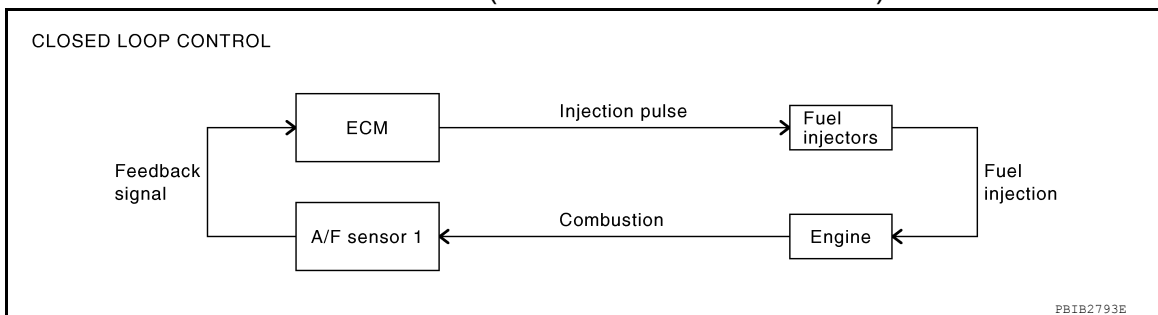 CLOSED LOOP CONTROL
ECM
Injection pulse
Fuel
injectors
Feedback
signal
Fuel
injection
A/F sensor 1
Combustion
Engine
PBIB2793E